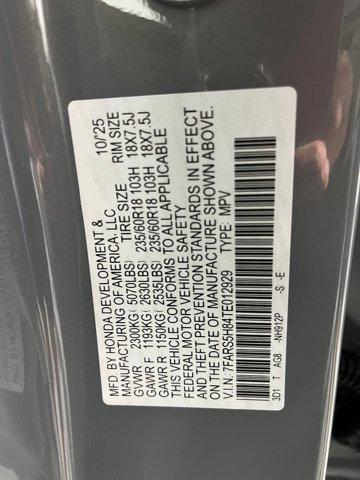 MFD. BY HONDA DEVELOPMENT & 10/25
MANUFACTURING OF AMERICA, LLC
TIRE SIZE RIM SIZE
GVWR 2300KG ( 5070LBS) 235/60R18 103H 18X7.5J
GAWR F 1193KG ( 2630LBS) 235/60R18 103H 18X7.5J
GAWR R 1150KG ( 2535LBS)
THIS VEHICLE CONFORMS TO ALL APPLICABLE
FEDERAL MOTOR VEHICLE SAFETY
AND THEFT PREVENTION STANDARDS IN EFFECT
ON THE DATE OF MANUFACTURE SHOWN ABOVE.
V.I.N.:7FARS5H84TE012929 TYPE: MPV
3D1 T AG8 -NH912P -S -E